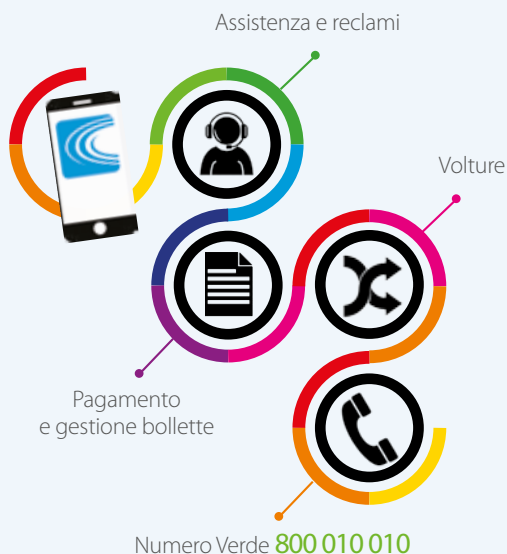 Assistenza e reclami
Volture
Pagamento
e gestione bollette
Numero Verde 800 010 010